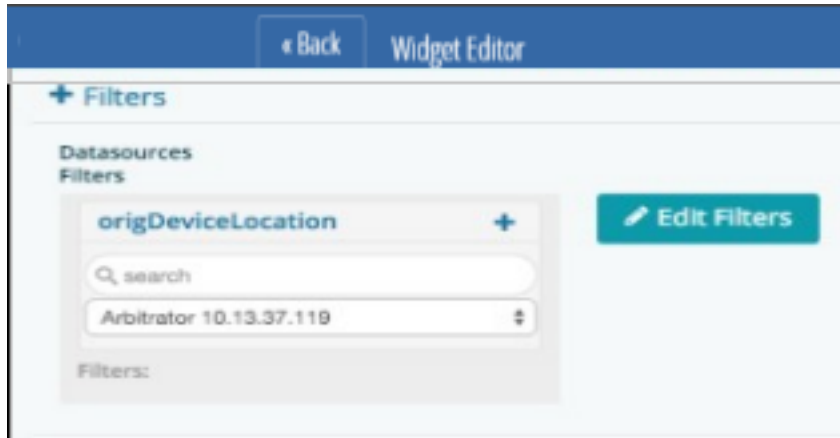 « Back Widget Editor
+ Filters
Datasources
Filters
origDeviceLocation +
Edit Filters
search
Arbitrator 10.13.37.119
Filters: